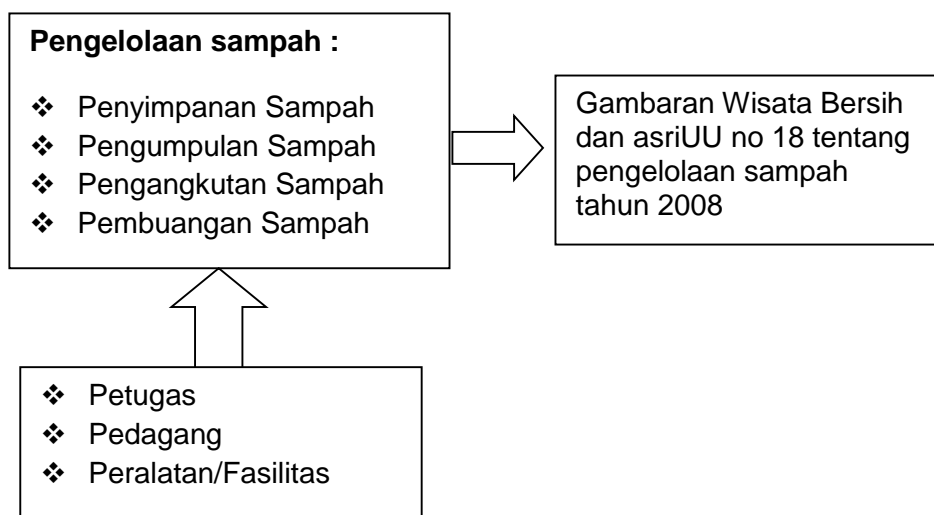 Pengelolaan sampah :
❖ Penyimpanan Sampah
❖ Pengumpulan Sampah
❖ Pengangkutan Sampah
❖ Pembuangan Sampah
Gambaran Wisata Bersih
dan asriUU no 18 tentang
pengelolaan sampah
tahun 2008
❖ Petugas
❖ Pedagang
❖ Peralatan/Fasilitas